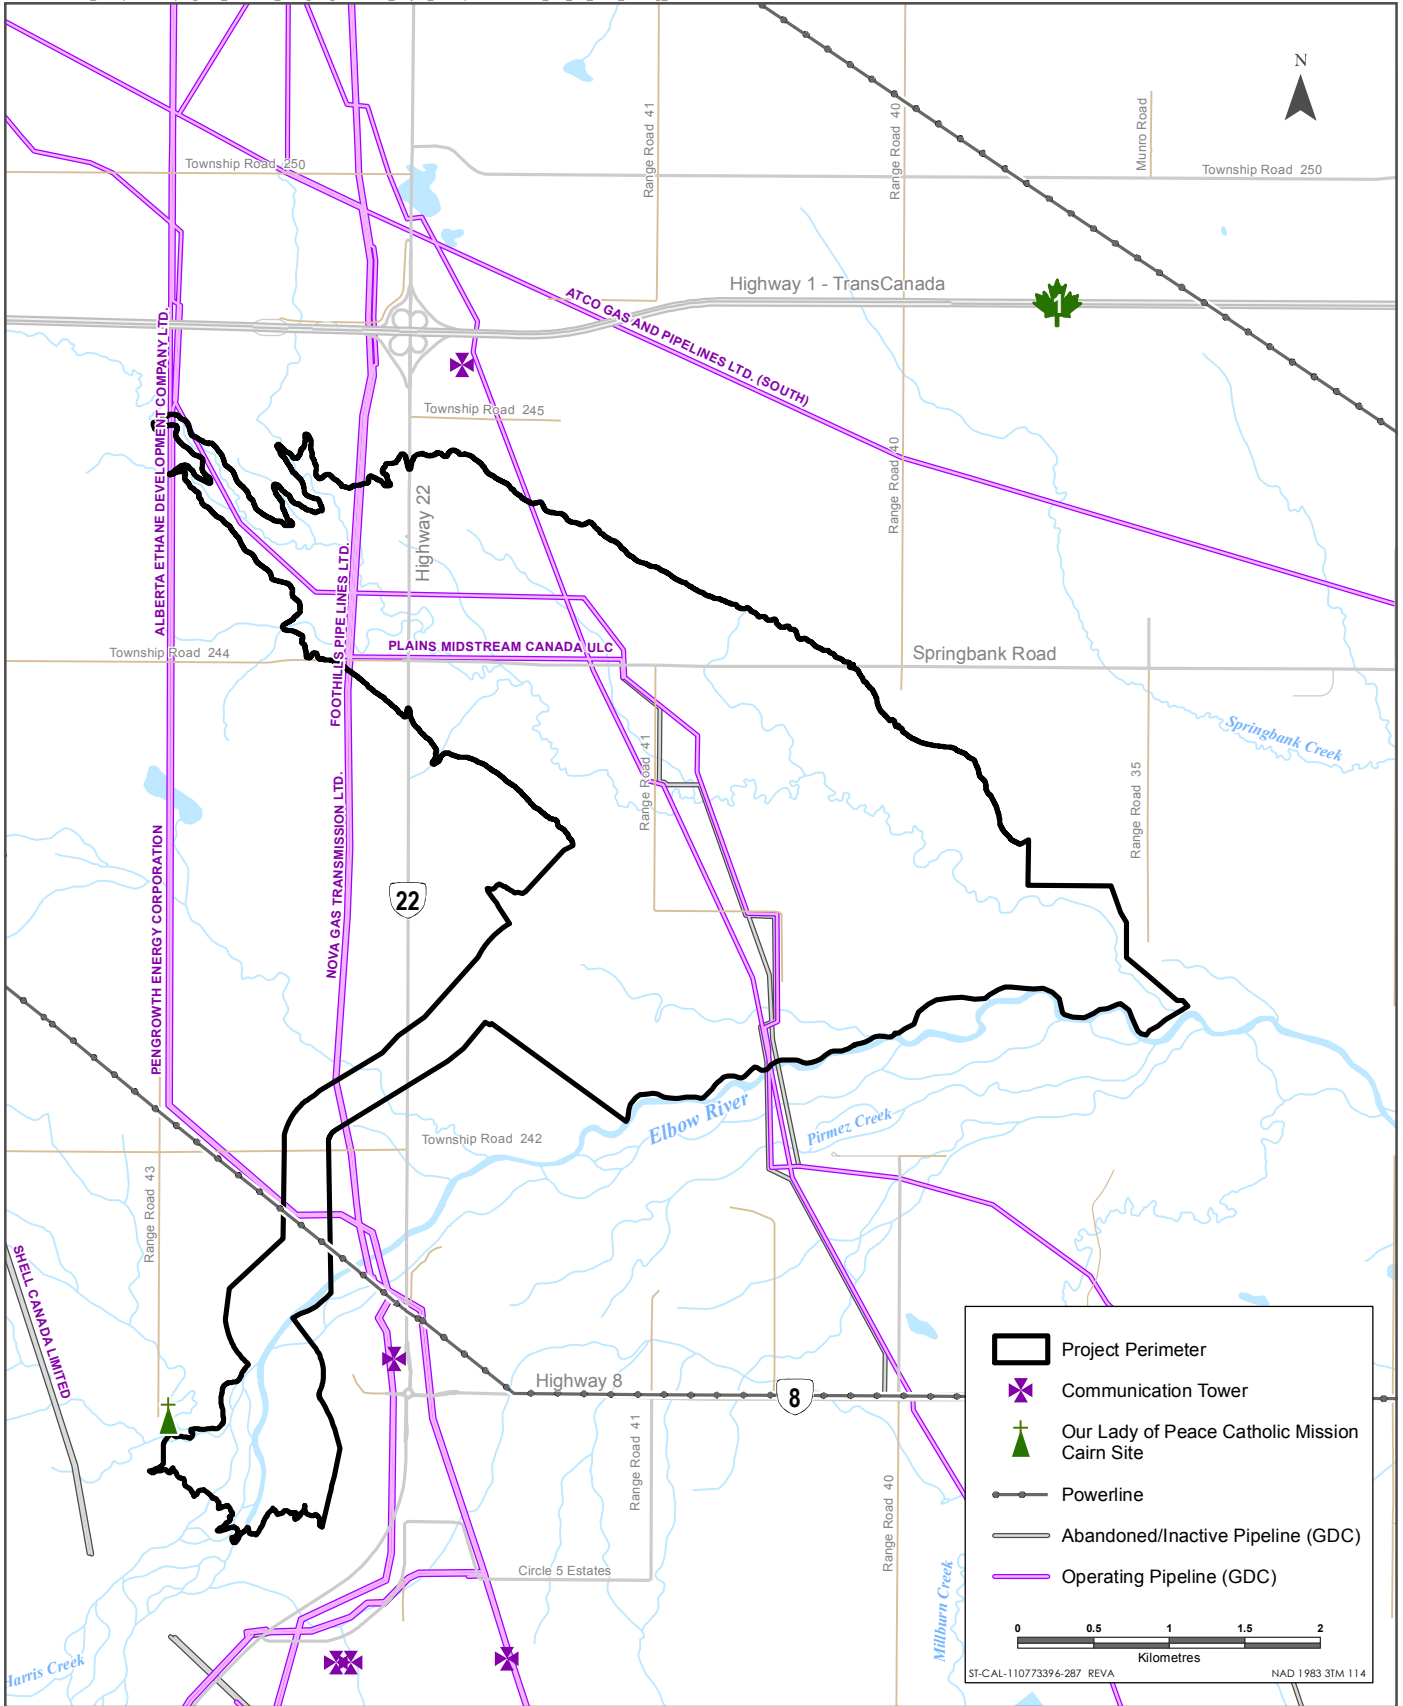 N
Range Road 41
Range Road 40
Munro Road
Township Road 250
Township Road 250
Highway 1 - TransCanada
1
ATCO GAS AND PIPELINES LTD. (SOUTH)
ALBERTA ETHANE DEVELOPMENT COMPANY LTD.
Township Road 245
Range Road 40
Highway 22
FOOTHILLS PIPE LINES LTD.
PLAINS MIDSTREAM CANADA ULC
Township Road 244
Springbank Road
Springbank Creek
Range Road 41
Range Road 35
NOVA GAS TRANSMISSION LTD.
PENGROWTH ENERGY CORPORATION
22
Elbow River
Pirmez Creek
Township Road 242
Range Road 43
SHELL CANADA LIMITED
Highway 8
8
Range Road 41
Range Road 40
Circle 5 Estates
Millburn Creek
Harris Creek
Project Perimeter
Communication Tower
Our Lady of Peace Catholic Mission
Cairn Site
Powerline
Abandoned/Inactive Pipeline (GDC)
Operating Pipeline (GDC)
0 0.5 1 1.5 2
Kilometres
ST-CAL-110773396-287 REVA
NAD 1983 3TM 114